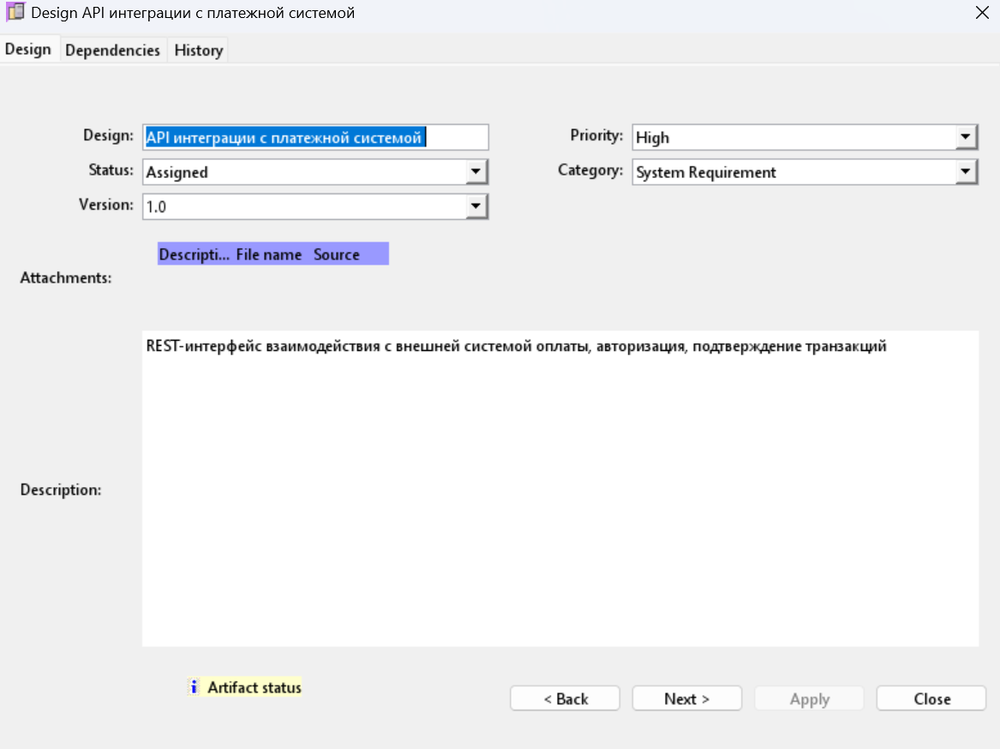 Design API интеграции с платежной системой
Design Dependencies History
Design: API интеграции с платежной системой Priority: High
Status: Assigned Category: System Requirement
Version: 1.0
Descripti... File name Source
Attachments:
REST-интерфейс взаимодействия с внешней системой оплаты, авторизация, подтверждение транзакций
Description:
Artifact status
< Back Next > Apply Close